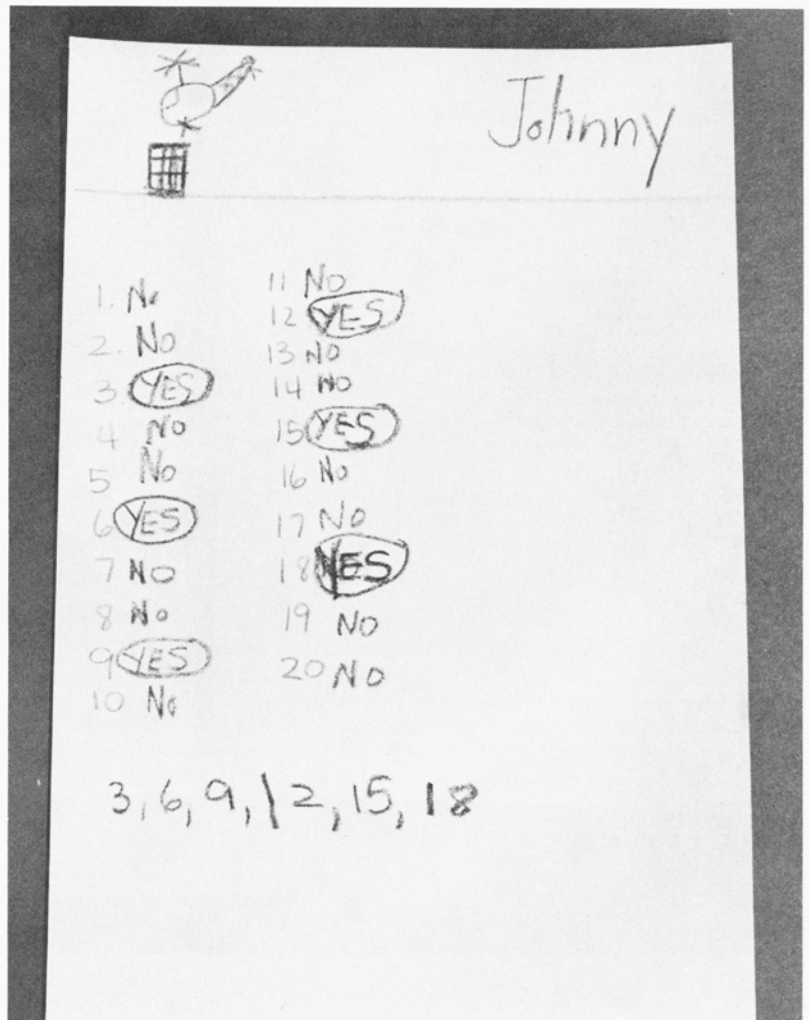 Johnny
1. No
2. No
3 YES
4 No
5 No
6 YES
7 NO
8 No
9 YES
10 No
11 No
12 YES
13 NO
14 NO
15 YES
16 No
17 No
18 YES
19 NO
20 NO
3, 6, 9, 12, 15, 18